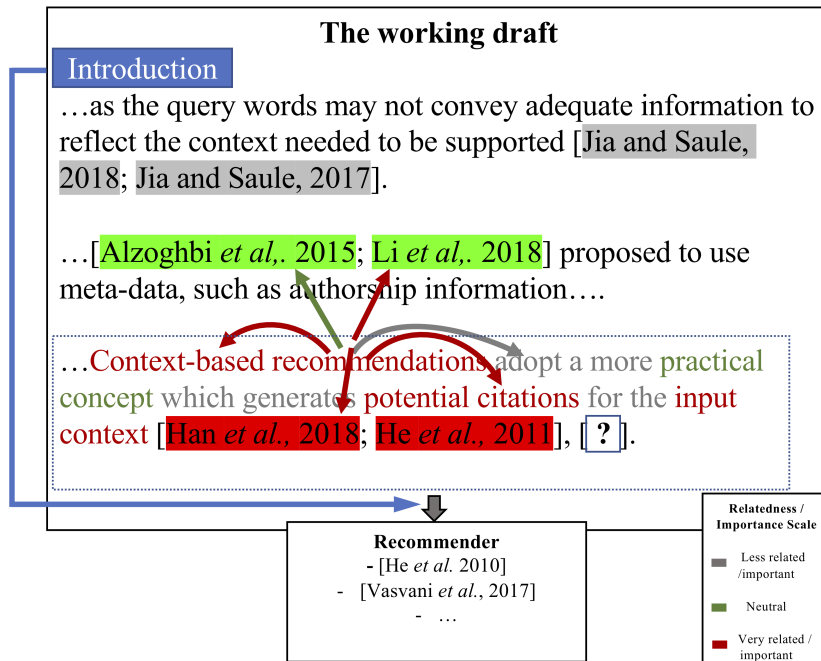 The working draft
Introduction
…as the query words may not convey adequate information to
reflect the context needed to be supported [Jia and Saule,
2018; Jia and Saule, 2017].
…[Alzoghbi et al,. 2015; Li et al,. 2018] proposed to use
meta-data, such as authorship information….
…Context-based recommendations adopt a more practical
concept which generates potential citations for the input
context [Han et al., 2018; He et al., 2011], [ ? ].
Recommender
- [He et al. 2010]
- [Vasvani et al., 2017]
- …
Relatedness /
Importance Scale
Less related
/important
Neutral
Very related /
important